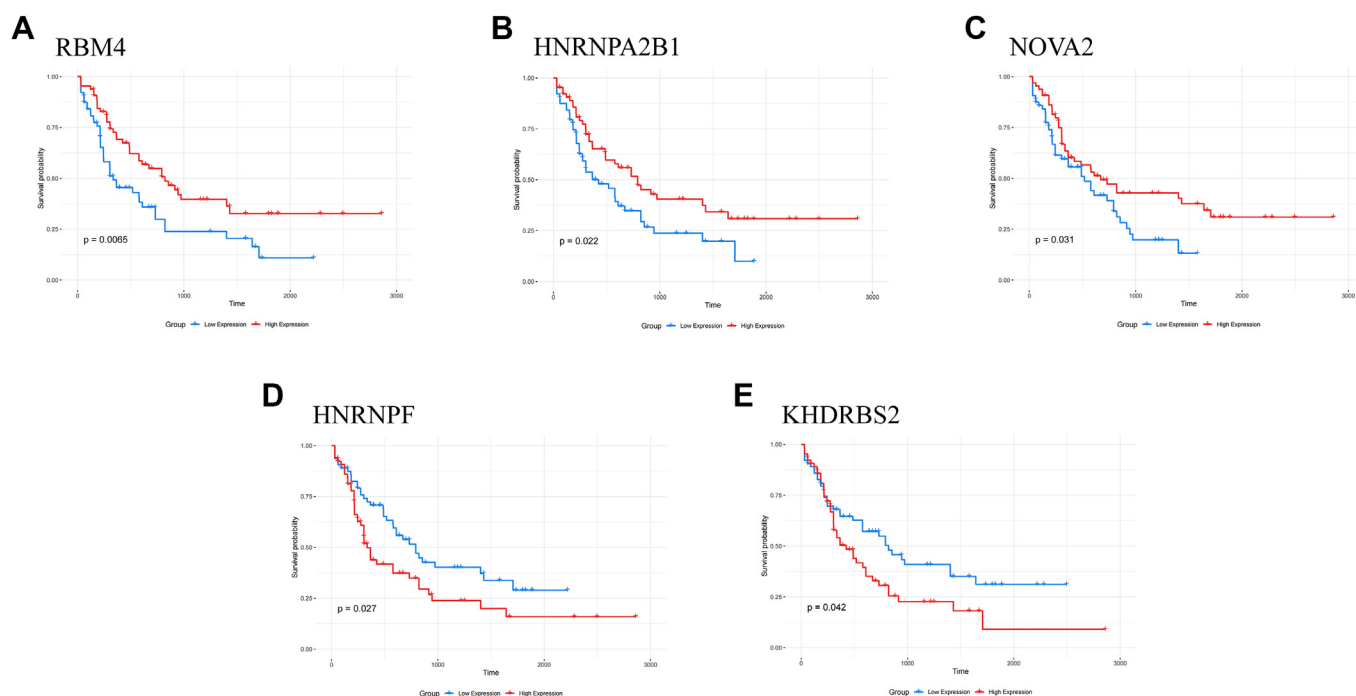 A
RBM4
1.00
0.75
0.50
0.25
0.00
Survival probability
p = 0.0065
0
1000
2000
3000
Time
Group Low Expression High Expression
B
HNRNPA2B1
1.00
0.75
0.50
0.25
0.00
Survival probability
p = 0.022
0
1000
2000
3000
Time
Group Low Expression High Expression
C
NOVA2
1.00
0.75
0.50
0.25
0.00
Survival probability
p = 0.031
0
1000
2000
3000
Time
Group Low Expression High Expression
D
HNRNPF
1.00
0.75
0.50
0.25
0.00
Survival probability
p = 0.027
0
1000
2000
3000
Time
Group Low Expression High Expression
E
KHDRBS2
1.00
0.75
0.50
0.25
0.00
Survival probability
p = 0.042
0
1000
2000
3000
Time
Group Low Expression High Expression